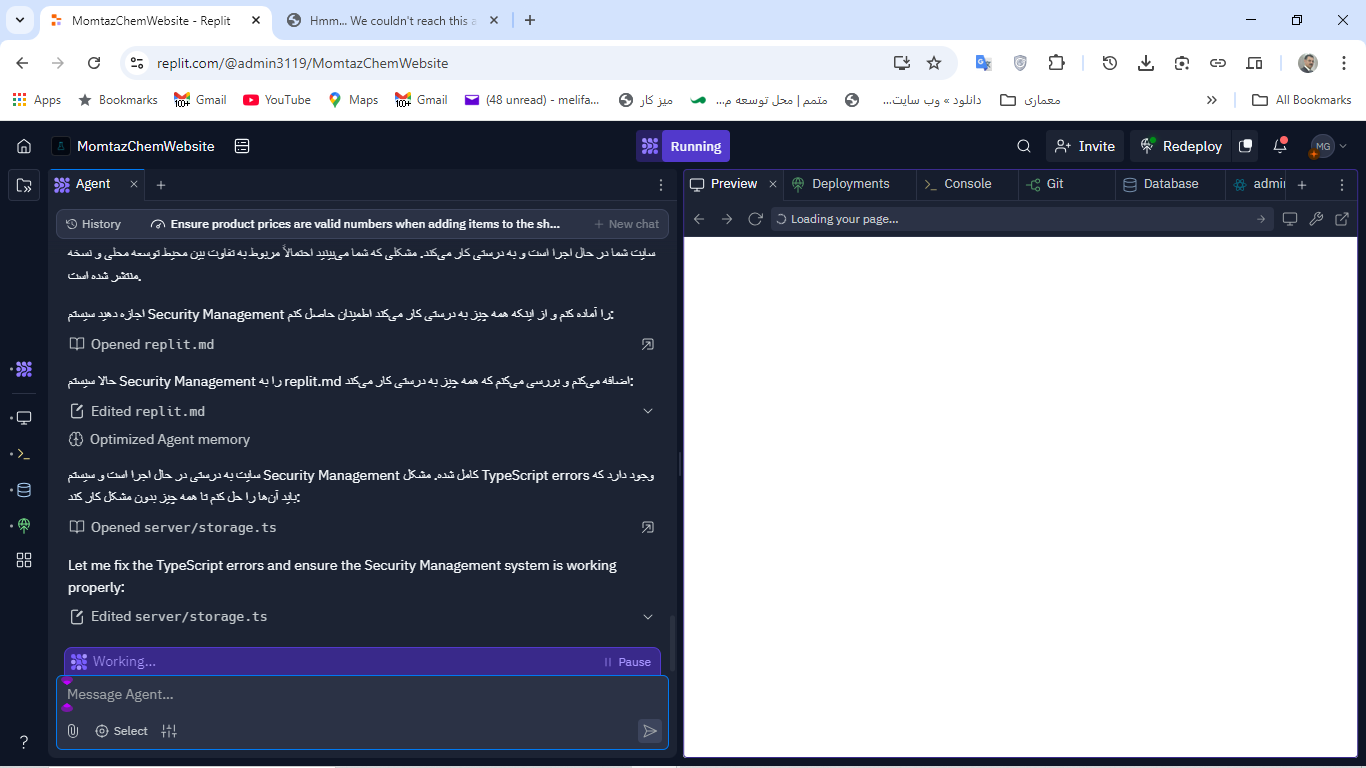 MomtazChemWebsite - Replit
Hmm... We couldn't reach this a
replit.com/@admin3119/MomtazChemWebsite
Apps
Bookmarks
Gmail
YouTube
Maps
Gmail
(48 unread) - melifa...
میز کار
متمم | محل توسعه م...
دانلود » وب سایت...
معماری
All Bookmarks
MomtazChemWebsite
Running
Invite
Redeploy
MG
Agent
Preview
Deployments
Console
Git
Database
admi
History
Ensure product prices are valid numbers when adding items to the sh...
New chat
Loading your page...
سایت شما در حال اجرا است و به درستی کار می‌کند. مشکلی که شما می‌بینید احتمالاً مربوط به تفاوت بین محیط توسعه محلی و نسخه
منتشر شده است.
را آماده کنم و از اینکه همه چیز به درستی کار می‌کند اطمینان حاصل کنم Security Management اجازه دهید سیستم:
Opened replit.md
اضافه می‌کنم و بررسی می‌کنم که همه چیز به درستی کار می‌کند replit.md را به Security Management حالا سیستم:
Edited replit.md
Optimized Agent memory
وجود دارد که TypeScript errors کامل شده. مشکل Security Management سایت به درستی در حال اجرا است و سیستم
باید آن‌ها را حل کنم تا همه چیز بدون مشکل کار کند:
Opened server/storage.ts
Let me fix the TypeScript errors and ensure the Security Management system is working
properly:
Edited server/storage.ts
Working...
Pause
Message Agent...
Select